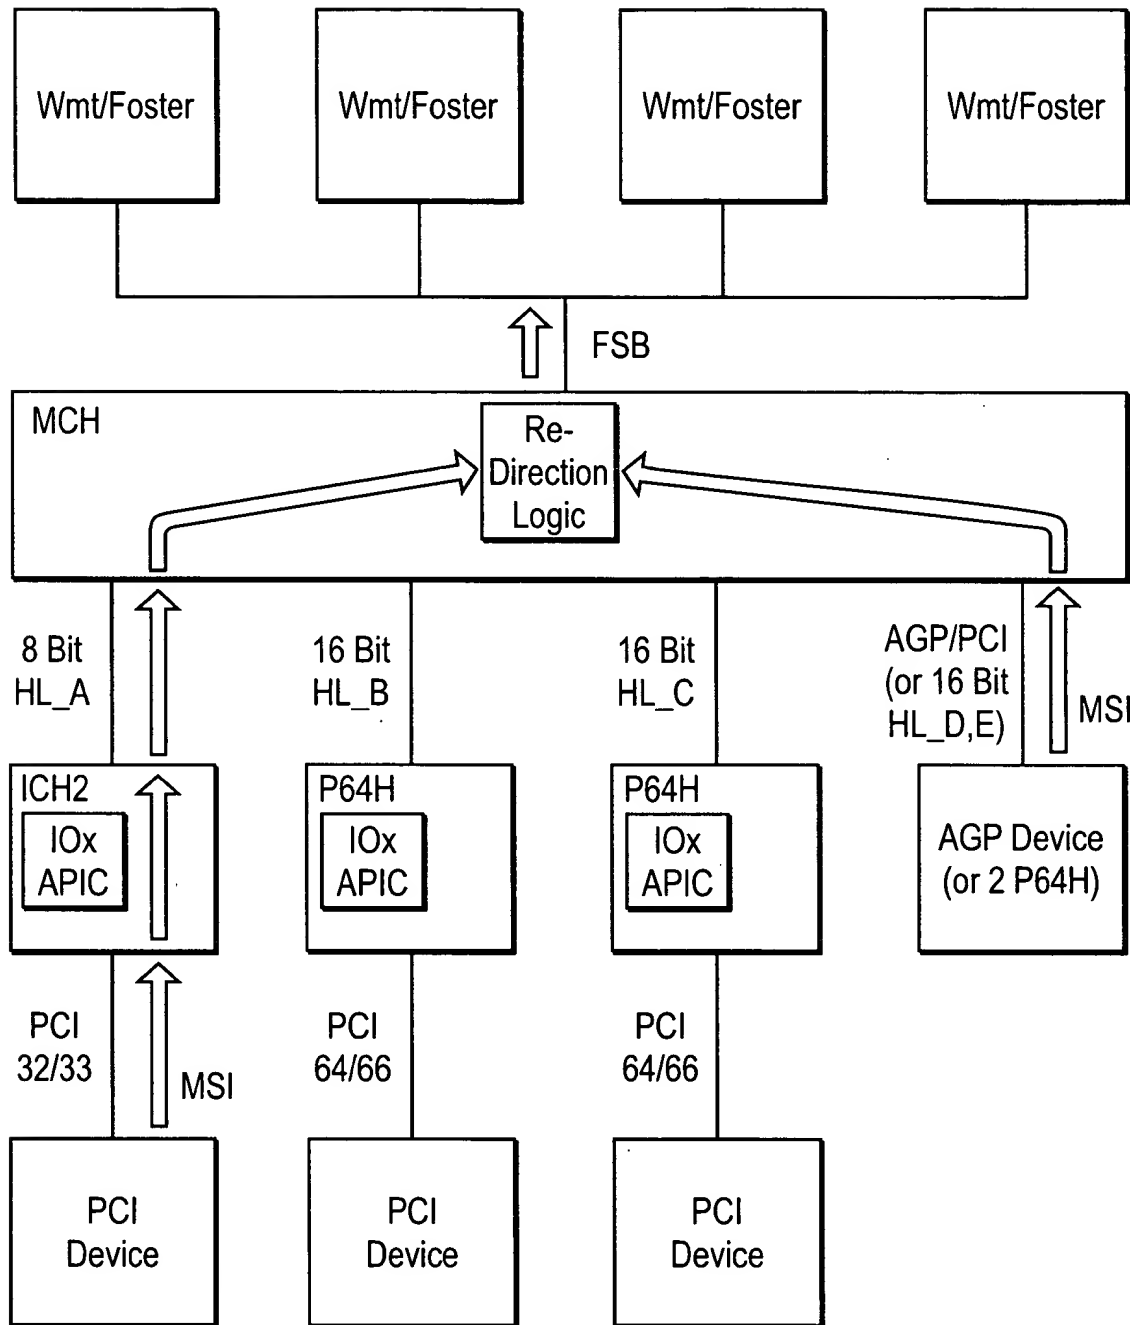 Wmt/Foster
Wmt/Foster
Wmt/Foster
Wmt/Foster
FSB
MCH
Re-
Direction
Logic
8 Bit
HL_A
16 Bit
HL_B
16 Bit
HL_C
AGP/PCI
(or 16 Bit
HL_D,E)
MSI
ICH2
IOx
APIC
P64H
IOx
APIC
P64H
IOx
APIC
AGP Device
(or 2 P64H)
PCI
32/33
MSI
PCI
64/66
PCI
64/66
PCI
Device
PCI
Device
PCI
Device